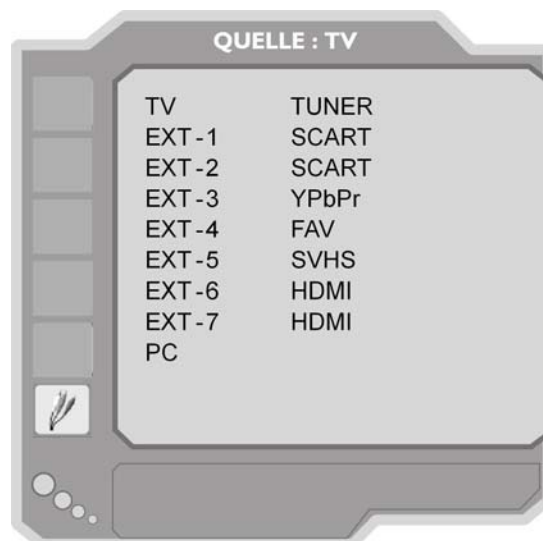 QUELLE : TV
TV TUNER
EXT-1 SCART
EXT-2 SCART
EXT-3 YPbPr
EXT-4 FAV
EXT-5 SVHS
EXT-6 HDMI
EXT-7 HDMI
PC